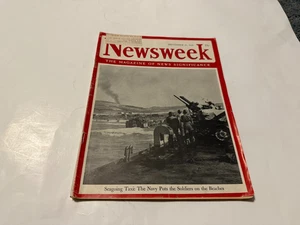 Newsweek
THE MAGAZINE OF NEWS SIGNIFICANCE
Seagoing Taxi: The Navy Puts the Soldiers on the Beaches